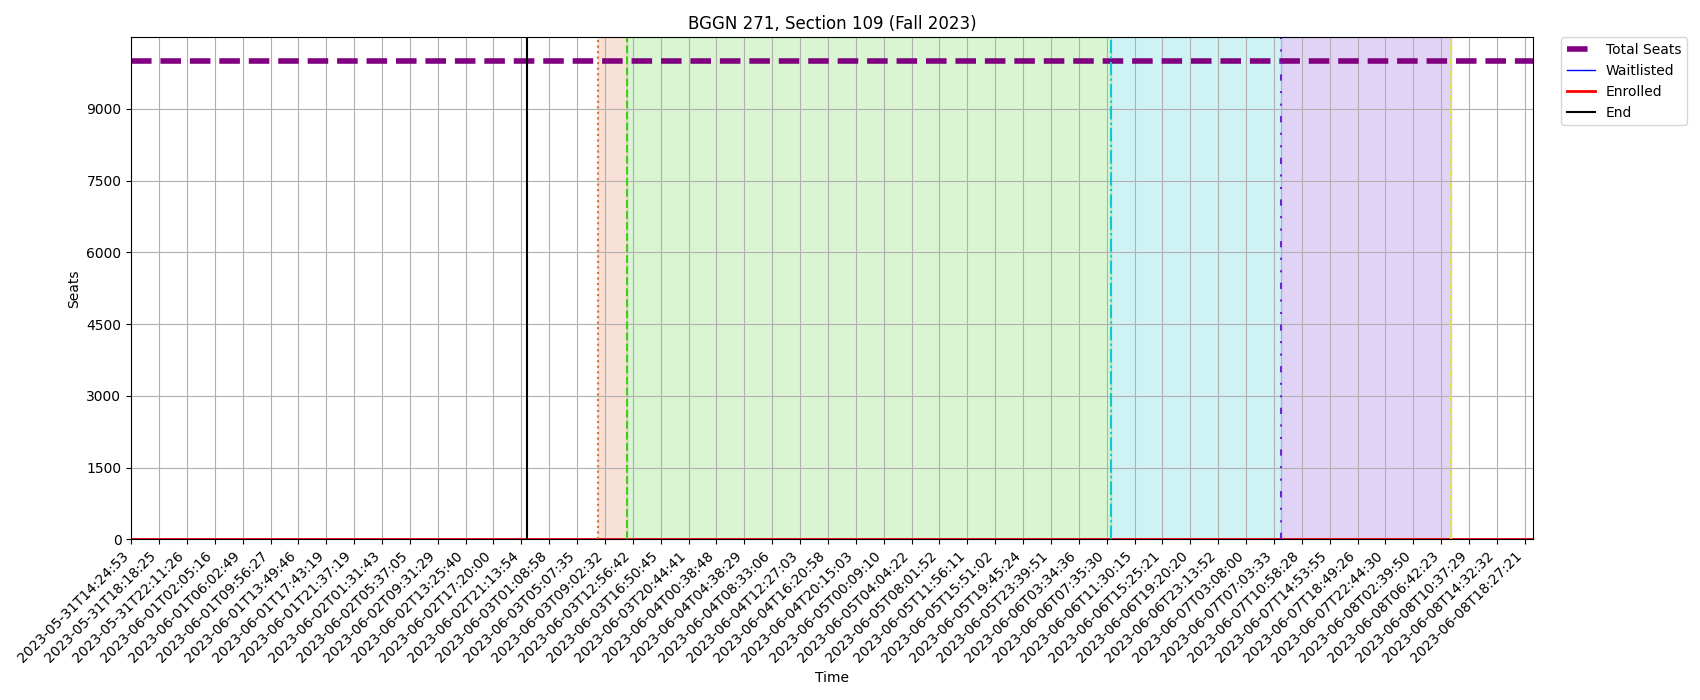 BGGN 271, Section 109 (Fall 2023)
Total Seats
Waitlisted
Enrolled
End
Seats
9000
7500
6000
4500
3000
1500
0
2023-05-31T14:24:53
2023-05-31T18:18:25
2023-05-31T22:11:26
2023-06-01T02:05:16
2023-06-01T06:02:49
2023-06-01T09:56:27
2023-06-01T13:49:46
2023-06-01T17:43:19
2023-06-01T21:37:19
2023-06-02T01:31:43
2023-06-02T05:37:05
2023-06-02T09:31:29
2023-06-02T13:25:40
2023-06-02T17:20:00
2023-06-02T21:13:54
2023-06-03T01:08:58
2023-06-03T05:07:35
2023-06-03T09:02:32
2023-06-03T12:56:42
2023-06-03T16:50:45
2023-06-03T20:44:41
2023-06-04T00:38:48
2023-06-04T04:38:29
2023-06-04T08:33:06
2023-06-04T12:27:03
2023-06-04T16:20:58
2023-06-04T20:15:03
2023-06-05T00:09:10
2023-06-05T04:04:22
2023-06-05T08:01:52
2023-06-05T11:56:11
2023-06-05T15:51:02
2023-06-05T19:45:24
2023-06-05T23:39:51
2023-06-06T03:34:36
2023-06-06T07:35:30
2023-06-06T11:30:15
2023-06-06T15:25:21
2023-06-06T19:20:20
2023-06-06T23:13:52
2023-06-07T03:08:00
2023-06-07T07:03:33
2023-06-07T10:58:28
2023-06-07T14:53:55
2023-06-07T18:49:26
2023-06-07T22:44:30
2023-06-08T02:39:50
2023-06-08T06:42:23
2023-06-08T10:37:29
2023-06-08T14:32:32
2023-06-08T18:27:21
Time